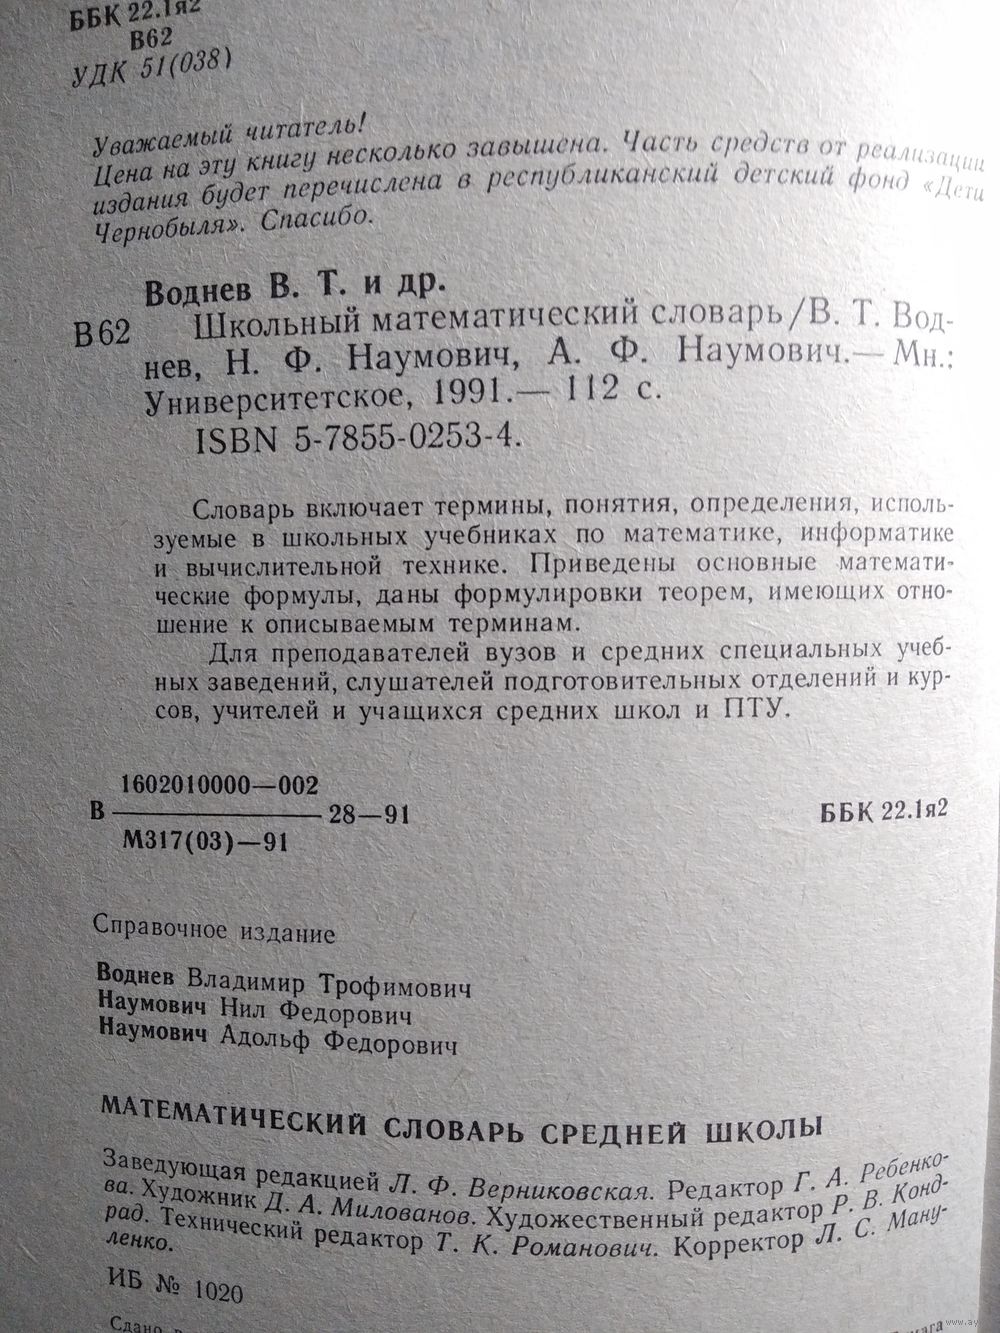 ББК 22.1я2
В62
УДК 51(038)
Уважаемый читатель!
Цена на эту книгу несколько завышена. Часть средств от реализации
издания будет перечислена в республиканский детский фонд «Дети
Чернобыля». Спасибо.
Воднев В. Т. и др.
В62 Школьный математический словарь/В. Т. Вод-
нев, Н. Ф. Наумович, А. Ф. Наумович.— Мн.:
Университетское, 1991.— 112 с.
ISBN 5-7855-0253-4.
Словарь включает термины, понятия, определения, исполь-
зуемые в школьных учебниках по математике, информатике
и вычислительной технике. Приведены основные математи-
ческие формулы, даны формулировки теорем, имеющих отно-
шение к описываемым терминам.
Для преподавателей вузов и средних специальных учеб-
ных заведений, слушателей подготовительных отделений и кур-
сов, учителей и учащихся средних школ и ПТУ.
1602010000—002
В 28—91 ББК 22.1я2
М317(03)—91
Справочное издание
Воднев Владимир Трофимович
Наумович Нил Федорович
Наумович Адольф Федорович
МАТЕМАТИЧЕСКИЙ СЛОВАРЬ СРЕДНЕЙ ШКОЛЫ
Заведующая редакцией Л. Ф. Верниковская. Редактор Г. А. Ребенко-
ва. Художник Д. А. Милованов. Художественный редактор Р. В. Конд-
рад. Технический редактор Т. К. Романович. Корректор Л. С. Ману-
ленко.
ИБ № 1020
Сдано